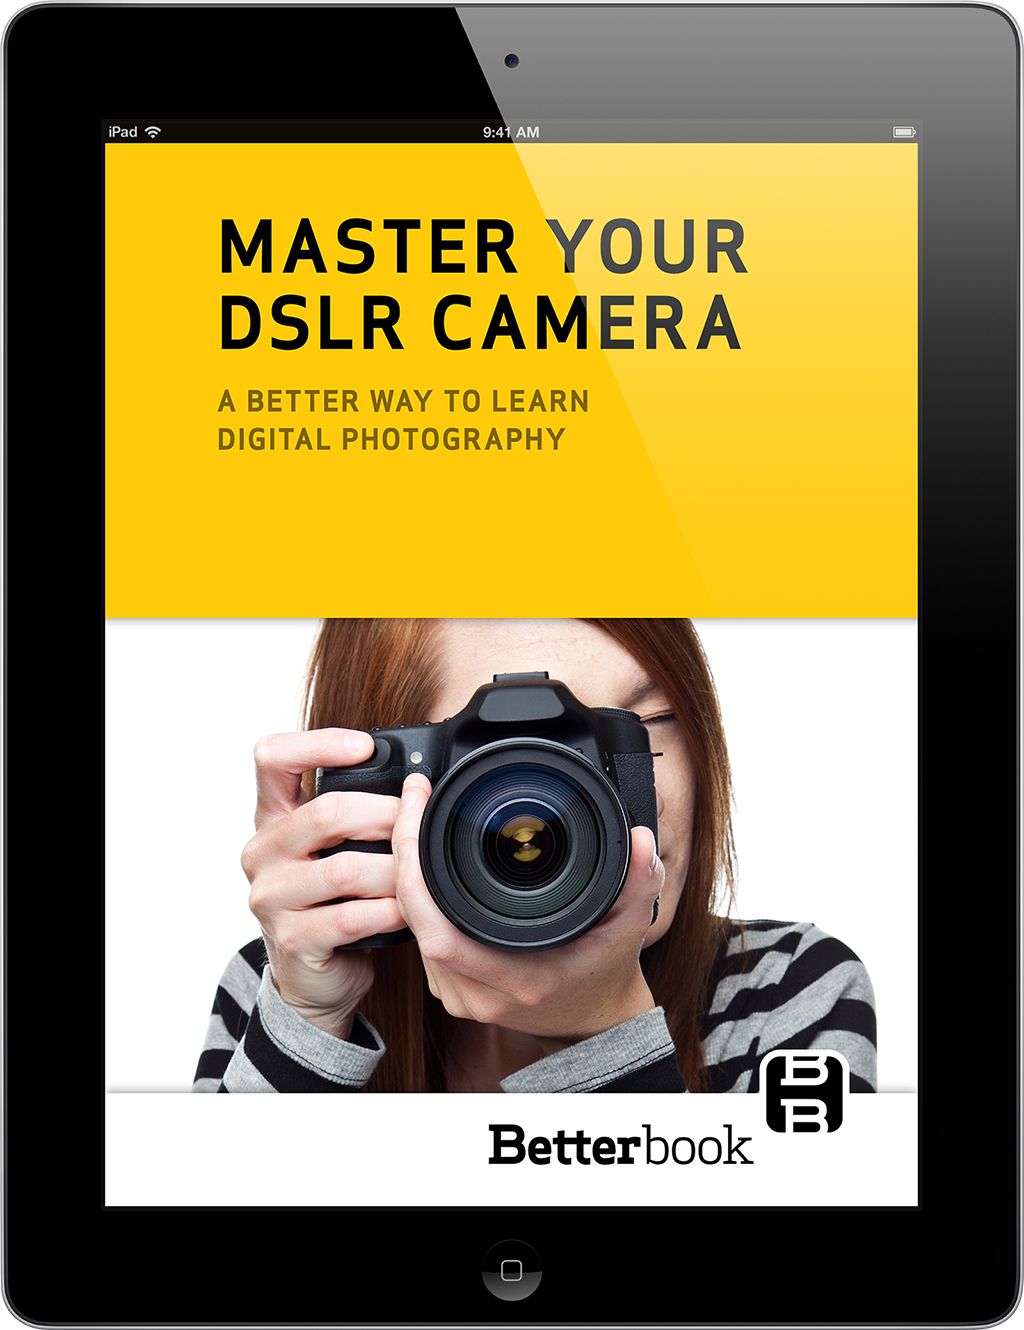 iPad 9:41 AM
MASTER YOUR
DSLR CAMERA
A BETTER WAY TO LEARN
DIGITAL PHOTOGRAPHY
B
B
Betterbook